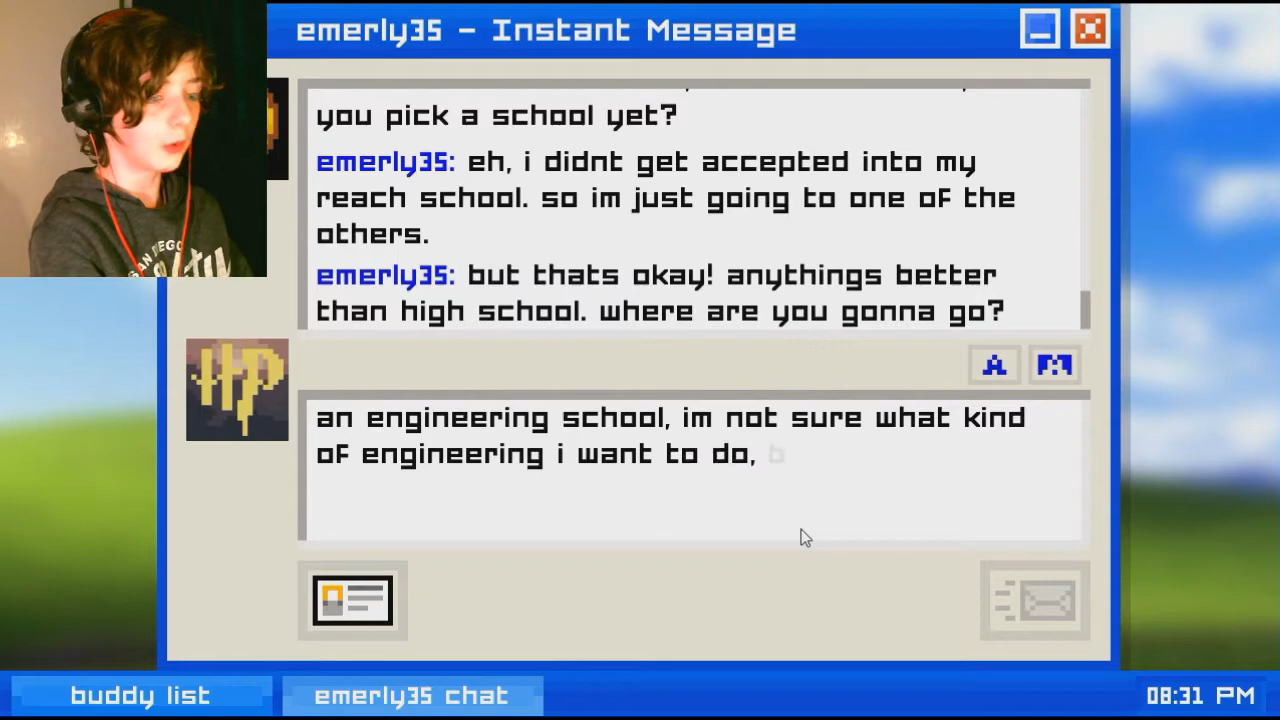 emerly35 - Instant Message
you pick a school yet?
emerly35: eh, i didnt get accepted into my
reach school. so im just going to one of the
others.
emerly35: but thats okay! anythings better
than high school. where are you gonna go?
HP
A
an engineering school, im not sure what kind
of engineering i want to do, b
buddy list
emerly35 chat
08:31 PM